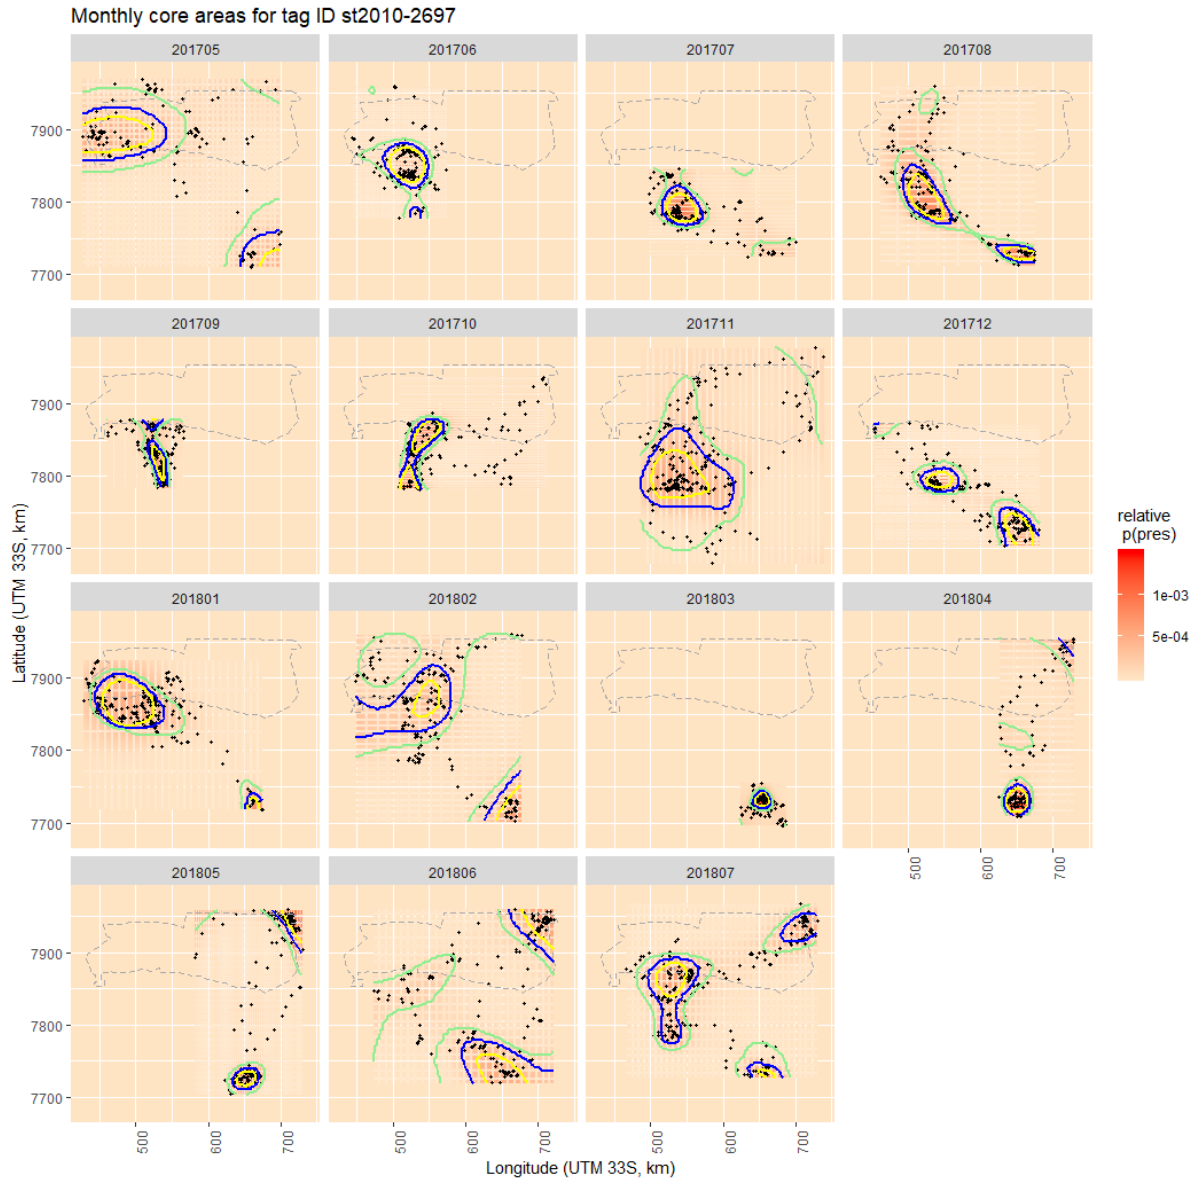 Monthly core areas for tag ID st2010-2697
201705 201706 201707 201708
7900
7800
7700
201709 201710 201711 201712
7900
7800
7700
201801 201802 201803 201804
7900
7800
7700
500 600 700
201805 201806 201807
7900
7800
7700
500 600 700 500 600 700 500 600 700
Longitude (UTM 33S, km)
Latitude (UTM 33S, km)
relative
p(pres)
1e-03
5e-04